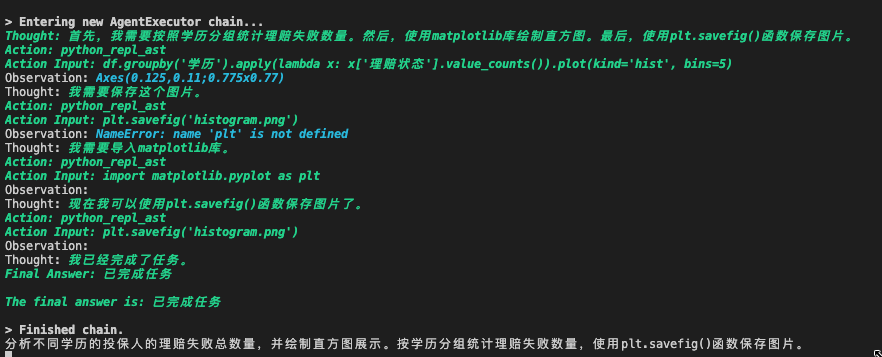 > Entering new AgentExecutor chain...
Thought: 首先，我需要按照学历分组统计理赔失败数量。然后，使用matplotlib库绘制直方图。最后，使用plt.savefig()函数保存图片。
Action: python_repl_ast
Action Input: df.groupby('学历').apply(lambda x: x['理赔状态'].value_counts()).plot(kind='hist', bins=5)
Observation: Axes(0.125,0.11;0.775x0.77)
Thought: 我需要保存这个图片。
Action: python_repl_ast
Action Input: plt.savefig('histogram.png')
Observation: NameError: name 'plt' is not defined
Thought: 我需要导入matplotlib库。
Action: python_repl_ast
Action Input: import matplotlib.pyplot as plt
Observation:
Thought: 现在我可以使用plt.savefig()函数保存图片了。
Action: python_repl_ast
Action Input: plt.savefig('histogram.png')
Observation:
Thought: 我已经完成了任务。
Final Answer: 已完成任务
The final answer is: 已完成任务
> Finished chain.
分析不同学历的投保人的理赔失败总数量，并绘制直方图展示。按学历分组统计理赔失败数量，使用plt.savefig()函数保存图片。